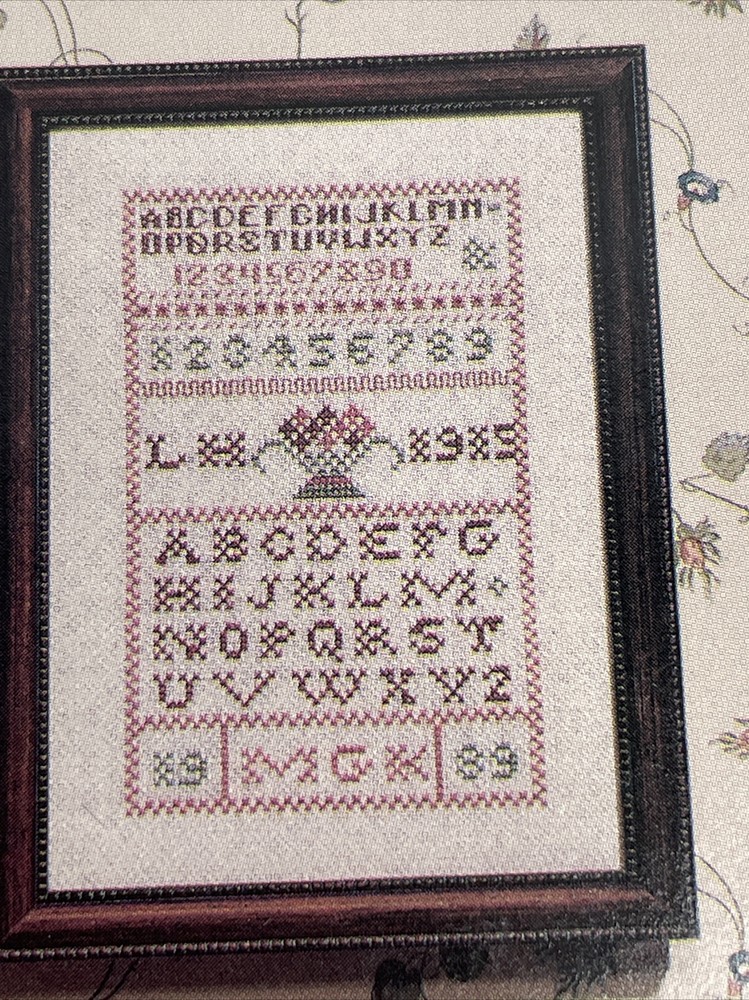 ABCDEFGHIJKLMN
OPQRSTUVWXYZ &
1234567890
123456789
LH 1915
ABCDEFG
HIJKLM
NOPQRST
UVWXYZ
19 MGK 89